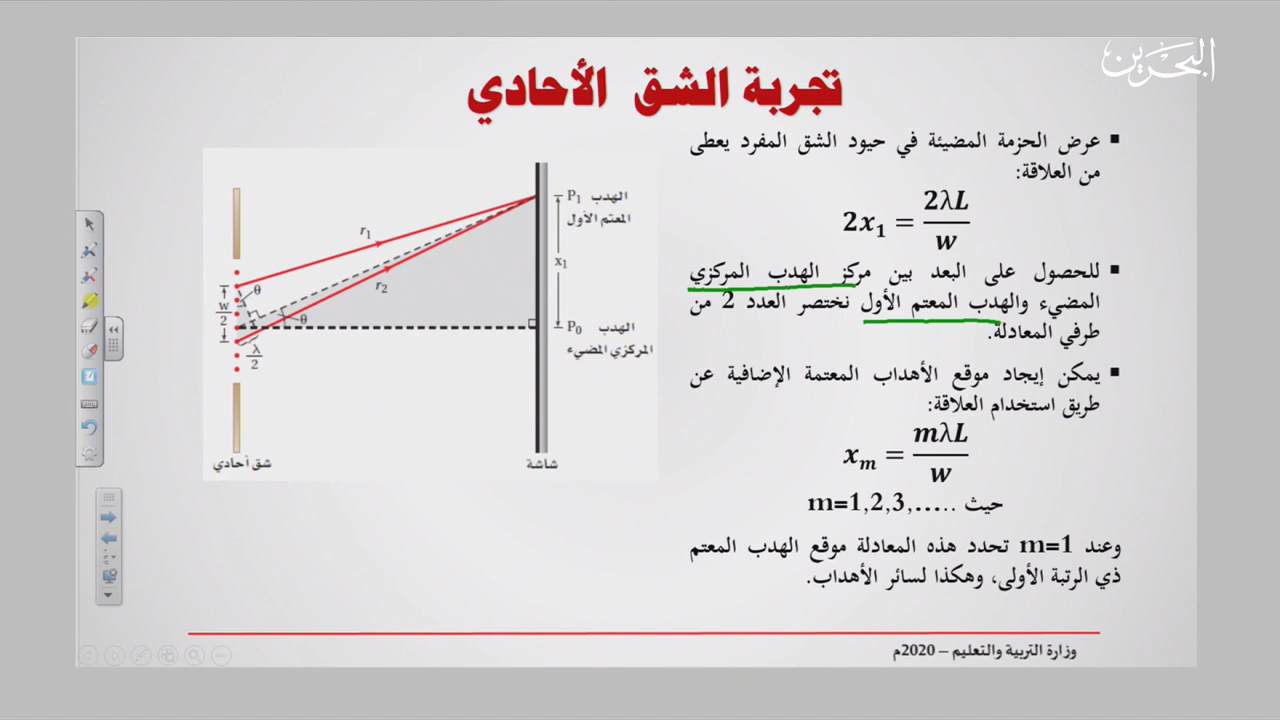 البحرين
تجربة الشق الأحادي
▪ عرض الحزمة المضيئة في حيود الشق المفرد يعطى
من العلاقة:
2x₁ = 2λL/w
▪ للحصول على البعد بين مركز الهدب المركزي
المضيء والهدب المعتم الأول نختصر العدد 2 من
طرفي المعادلة.
▪ يمكن إيجاد موقع الأهداب المعتمة الإضافية عن
طريق استخدام العلاقة:
xₘ = mλL/w
حيث m=1,2,3,.....
وعند m=1 تحدد هذه المعادلة موقع الهدب المعتم
ذي الرتبة الأولى، وهكذا لسائر الأهداب.
P₁ الهدب
المعتم الأول
r₁
x₁
r₂
θ
w/2
θ
P₀ الهدب
المركزي المضيء
λ/2
شق أحادي
شاشة
وزارة التربية والتعليم – 2020م